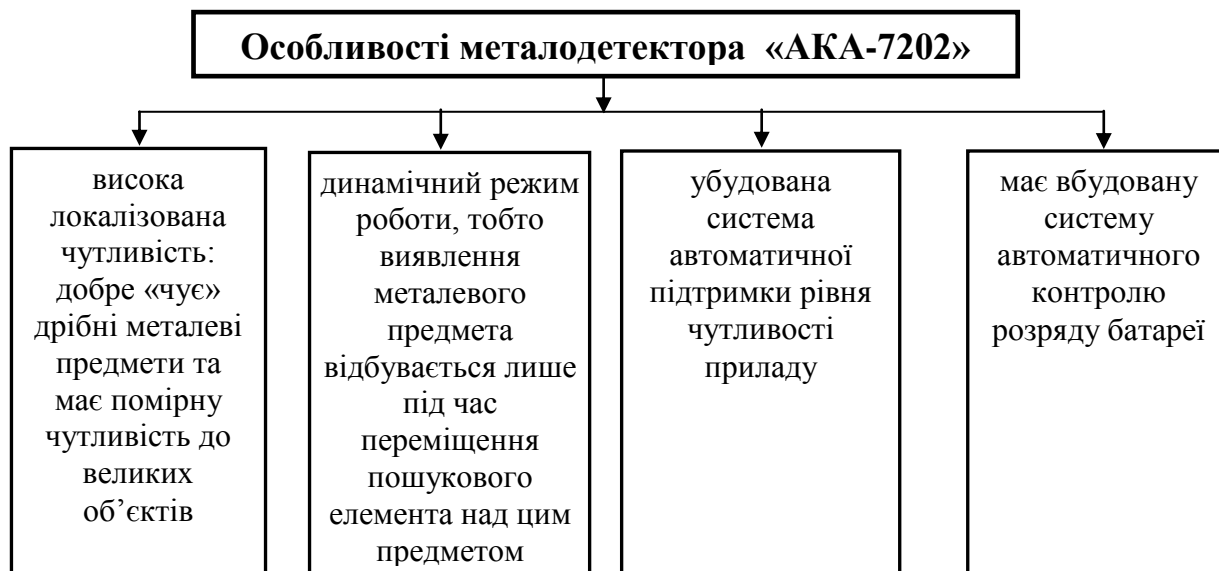 Особливості металодетектора «АКА-7202»
висока
локалізована
чутливість:
добре «чує»
дрібні металеві
предмети та
має помірну
чутливість до
великих
об’єктів
динамічний режим
роботи, тобто
виявлення
металевого
предмета
відбувається лише
під час
переміщення
пошукового
елемента над цим
предметом
убудована
система
автоматичної
підтримки рівня
чутливості
приладу
має вбудовану
систему
автоматичного
контролю
розряду батареї